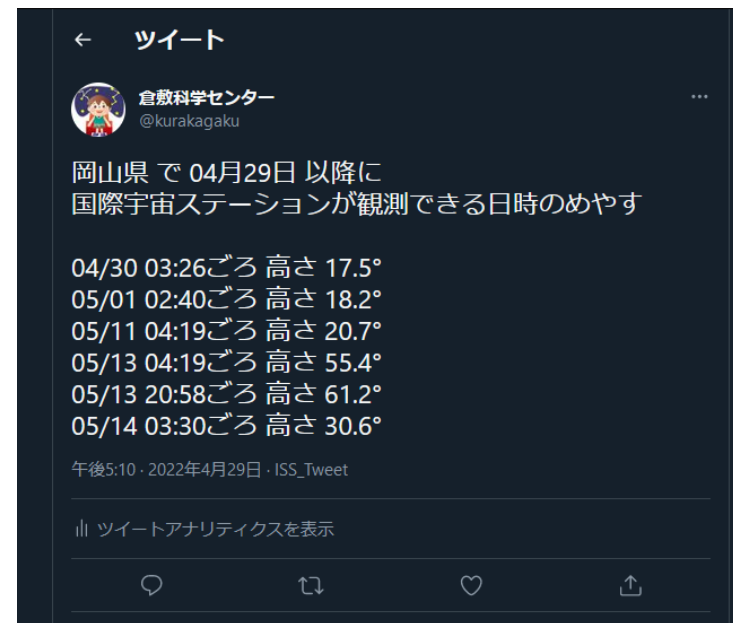 ← ツイート
倉敷科学センター
@kurakagaku
岡山県 で 04月29日 以降に
国際宇宙ステーションが観測できる日時のめやす
04/30 03:26ごろ 高さ 17.5°
05/01 02:40ごろ 高さ 18.2°
05/11 04:19ごろ 高さ 20.7°
05/13 04:19ごろ 高さ 55.4°
05/13 20:58ごろ 高さ 61.2°
05/14 03:30ごろ 高さ 30.6°
午後5:10 · 2022年4月29日 · ISS_Tweet
ツイートアナリティクスを表示